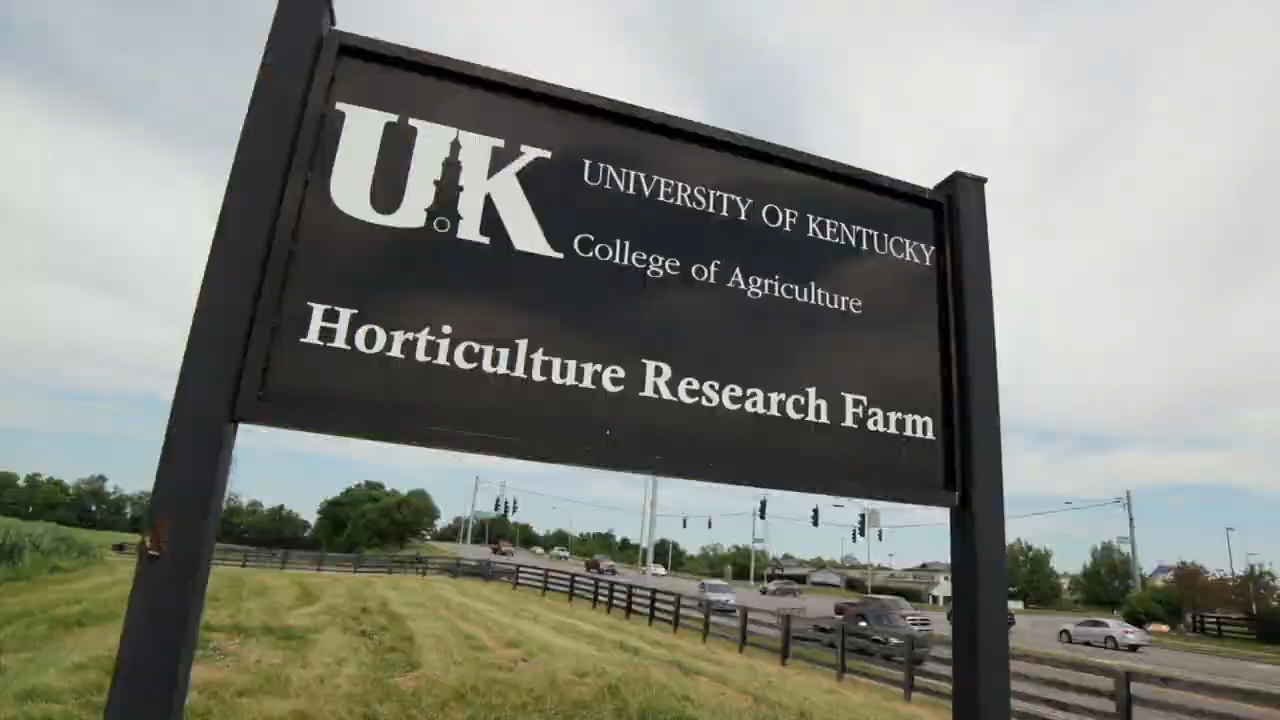 UK
UNIVERSITY OF KENTUCKY
College of Agriculture
Horticulture Research Farm